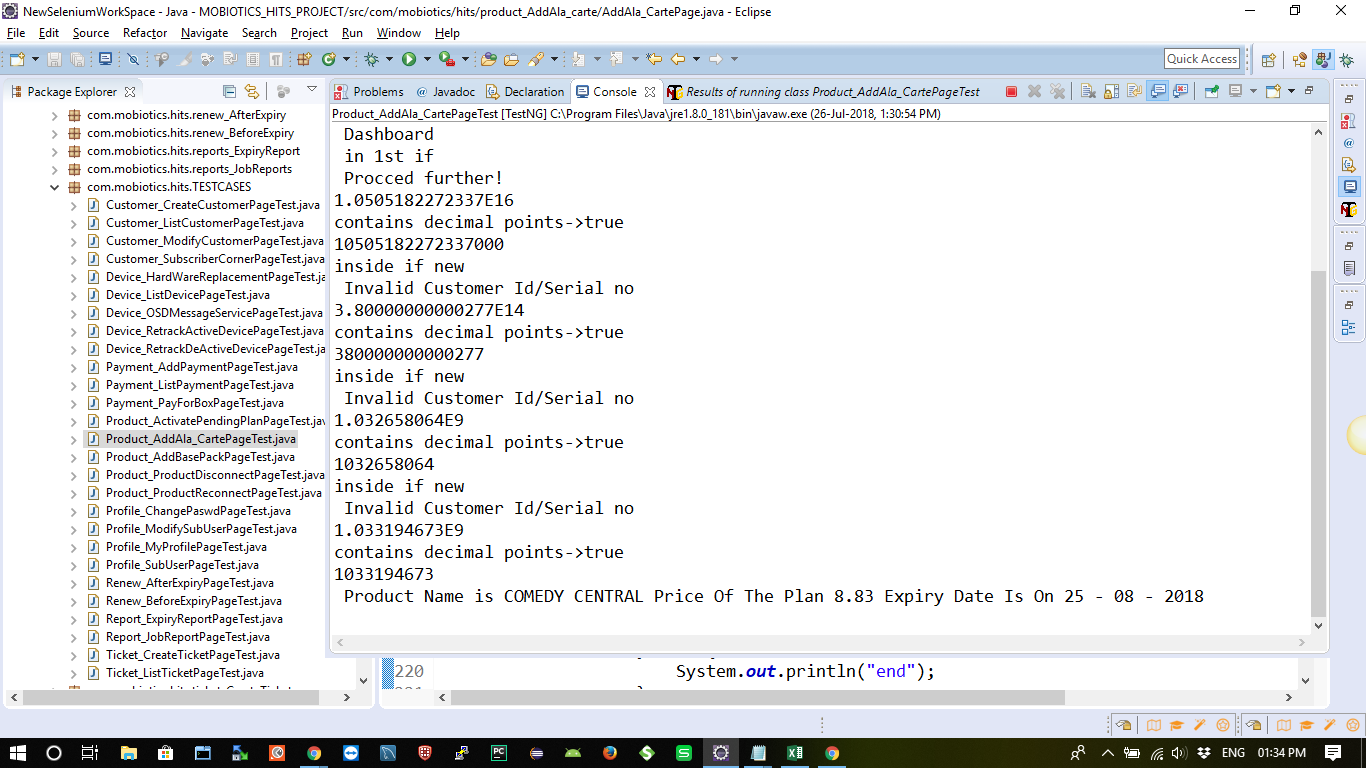 NewSeleniumWorkSpace - Java - MOBIOTICS_HITS_PROJECT/src/com/mobiotics/hits/product_AddAla_carte/AddAla_CartePage.java - Eclipse
File Edit Source Refactor Navigate Search Project Run Window Help
Quick Access
Package Explorer
Problems Javadoc Declaration Console Results of running class Product_AddAla_CartePageTest
Product_AddAla_CartePageTest [TestNG] C:\Program Files\Java\jre1.8.0_181\bin\javaw.exe (26-Jul-2018, 1:30:54 PM)
com.mobiotics.hits.renew_AfterExpiry
com.mobiotics.hits.renew_BeforeExpiry
com.mobiotics.hits.reports_ExpiryReport
com.mobiotics.hits.reports_JobReports
com.mobiotics.hits.TESTCASES
Customer_CreateCustomerPageTest.java
Customer_ListCustomerPageTest.java
Customer_ModifyCustomerPageTest.java
Customer_SubscriberCornerPageTest.java
Device_HardWareReplacementPageTest.ja
Device_ListDevicePageTest.java
Device_OSDMessageServicePageTest.java
Device_RetrackActiveDevicePageTest.java
Device_RetrackDeActiveDevicePageTest.ja
Payment_AddPaymentPageTest.java
Payment_ListPaymentPageTest.java
Payment_PayForBoxPageTest.java
Product_ActivatePendingPlanPageTest.jav
Product_AddAla_CartePageTest.java
Product_AddBasePackPageTest.java
Product_ProductDisconnectPageTest.java
Product_ProductReconnectPageTest.java
Profile_ChangePaswdPageTest.java
Profile_ModifySubUserPageTest.java
Profile_MyProfilePageTest.java
Profile_SubUserPageTest.java
Renew_AfterExpiryPageTest.java
Renew_BeforeExpiryPageTest.java
Report_ExpiryReportPageTest.java
Report_JobReportPageTest.java
Ticket_CreateTicketPageTest.java
Ticket_ListTicketPageTest.java
Dashboard
in 1st if
Procced further!
1.0505182272337E16
contains decimal points->true
10505182272337000
inside if new
Invalid Customer Id/Serial no
3.80000000000277E14
contains decimal points->true
380000000000277
inside if new
Invalid Customer Id/Serial no
1.032658064E9
contains decimal points->true
1032658064
inside if new
Invalid Customer Id/Serial no
1.033194673E9
contains decimal points->true
1033194673
Product Name is COMEDY CENTRAL Price Of The Plan 8.83 Expiry Date Is On 25 - 08 - 2018
220 System.out.println("end");
ENG 01:34 PM